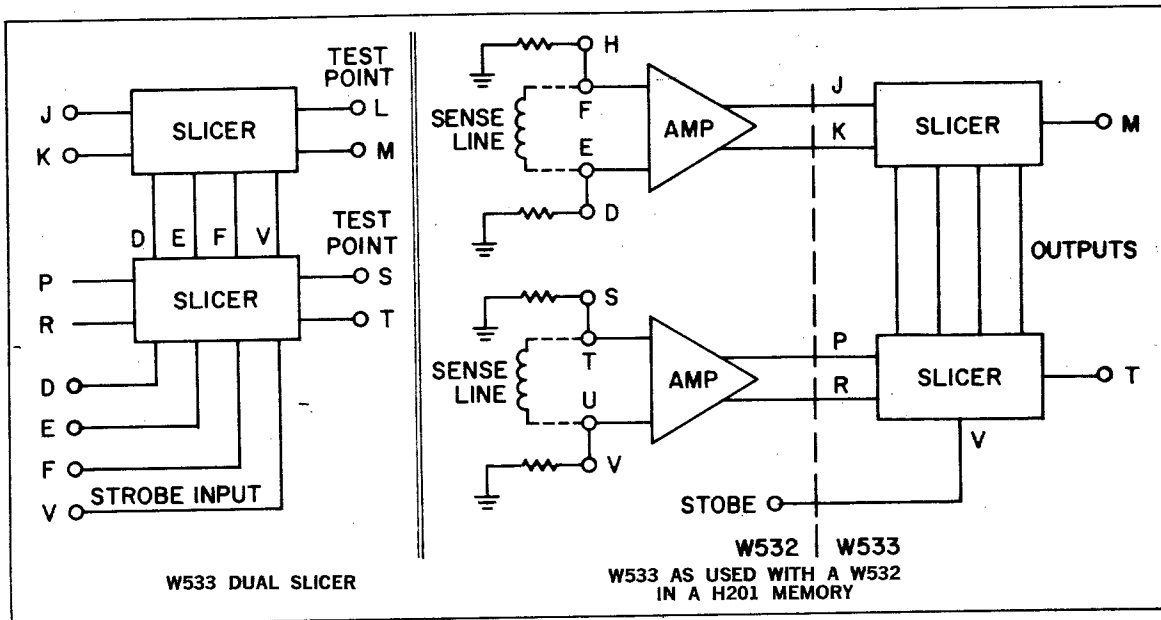 TEST
POINT
J
K
SLICER
L
M
D E F V
TEST
POINT
P
R
SLICER
S
T
D
E
F
V
STROBE INPUT
W533 DUAL SLICER
H
F
SENSE
LINE
E
D
AMP
J
K
SLICER
M
OUTPUTS
S
T
SENSE
LINE
U
V
AMP
P
R
SLICER
T
V
STOBE
W532 W533
W533 AS USED WITH A W532
IN A H201 MEMORY